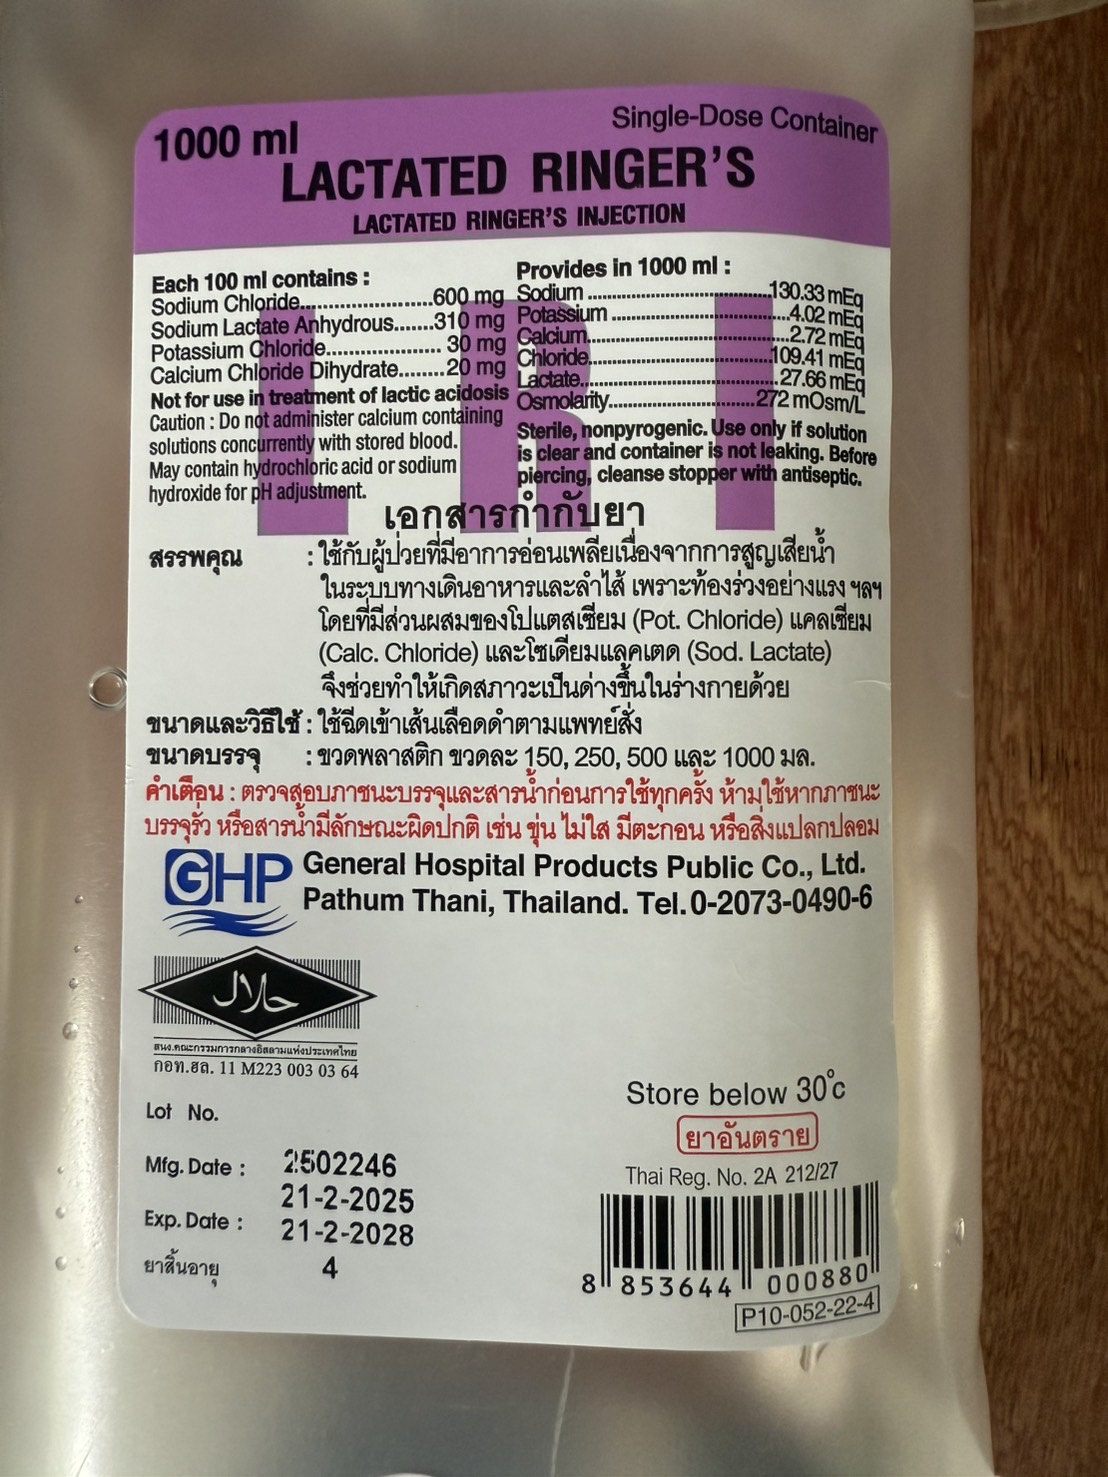 1000 ml
Single-Dose Container
LACTATED RINGER'S
LACTATED RINGER'S INJECTION
Each 100 ml contains :
Sodium Chloride......................600 mg
Sodium Lactate Anhydrous.......310 mg
Potassium Chloride................... 30 mg
Calcium Chloride Dihydrate........20 mg
Not for use in treatment of lactic acidosis
Caution : Do not administer calcium containing
solutions concurrently with stored blood.
May contain hydrochloric acid or sodium
hydroxide for pH adjustment.
Provides in 1000 ml :
Sodium ................................130.33 mEq
Potassium ................................4.02 mEq
Calcium....................................2.72 mEq
Chloride................................109.41 mEq
Lactate...................................27.66 mEq
Osmolarity..........................272 mOsm/L
Sterile, nonpyrogenic. Use only if solution
is clear and container is not leaking. Before
piercing, cleanse stopper with antiseptic.
LRI
เอกสารกำกับยา
สรรพคุณ : ใช้กับผู้ป่วยที่มีอาการอ่อนเพลียเนื่องจากการสูญเสียน้ำ
ในระบบทางเดินอาหารและลำไส้ เพราะท้องร่วงอย่างแรง ฯลฯ
โดยที่มีส่วนผสมของโปแตสเซียม (Pot. Chloride) แคลเซียม
(Calc. Chloride) และโซเดียมแลคเตด (Sod. Lactate)
จึงช่วยทำให้เกิดสภาวะเป็นด่างขึ้นในร่างกายด้วย
ขนาดและวิธีใช้ : ใช้ฉีดเข้าเส้นเลือดดำตามแพทย์สั่ง
ขนาดบรรจุ : ขวดพลาสติก ขวดละ 150, 250, 500 และ 1000 มล.
คำเตือน : ตรวจสอบภาชนะบรรจุและสารน้ำก่อนการใช้ทุกครั้ง ห้ามใช้หากภาชนะ
บรรจุรั่ว หรือสารน้ำมีลักษณะผิดปกติ เช่น ขุ่น ไม่ใส มีตะกอน หรือสิ่งแปลกปลอม
GHP General Hospital Products Public Co., Ltd.
Pathum Thani, Thailand. Tel.0-2073-0490-6
حلال
สนง.คณะกรรมการกลางอิสลามแห่งประเทศไทย
กอท.ฮล. 11 M223 003 03 64
Lot No. 2502246
Mfg. Date : 21-2-2025
Exp. Date : 21-2-2028
ยาสิ้นอายุ 4
Store below 30°c
ยาอันตราย
Thai Reg. No. 2A 212/27
8 853644 000880
P10-052-22-4